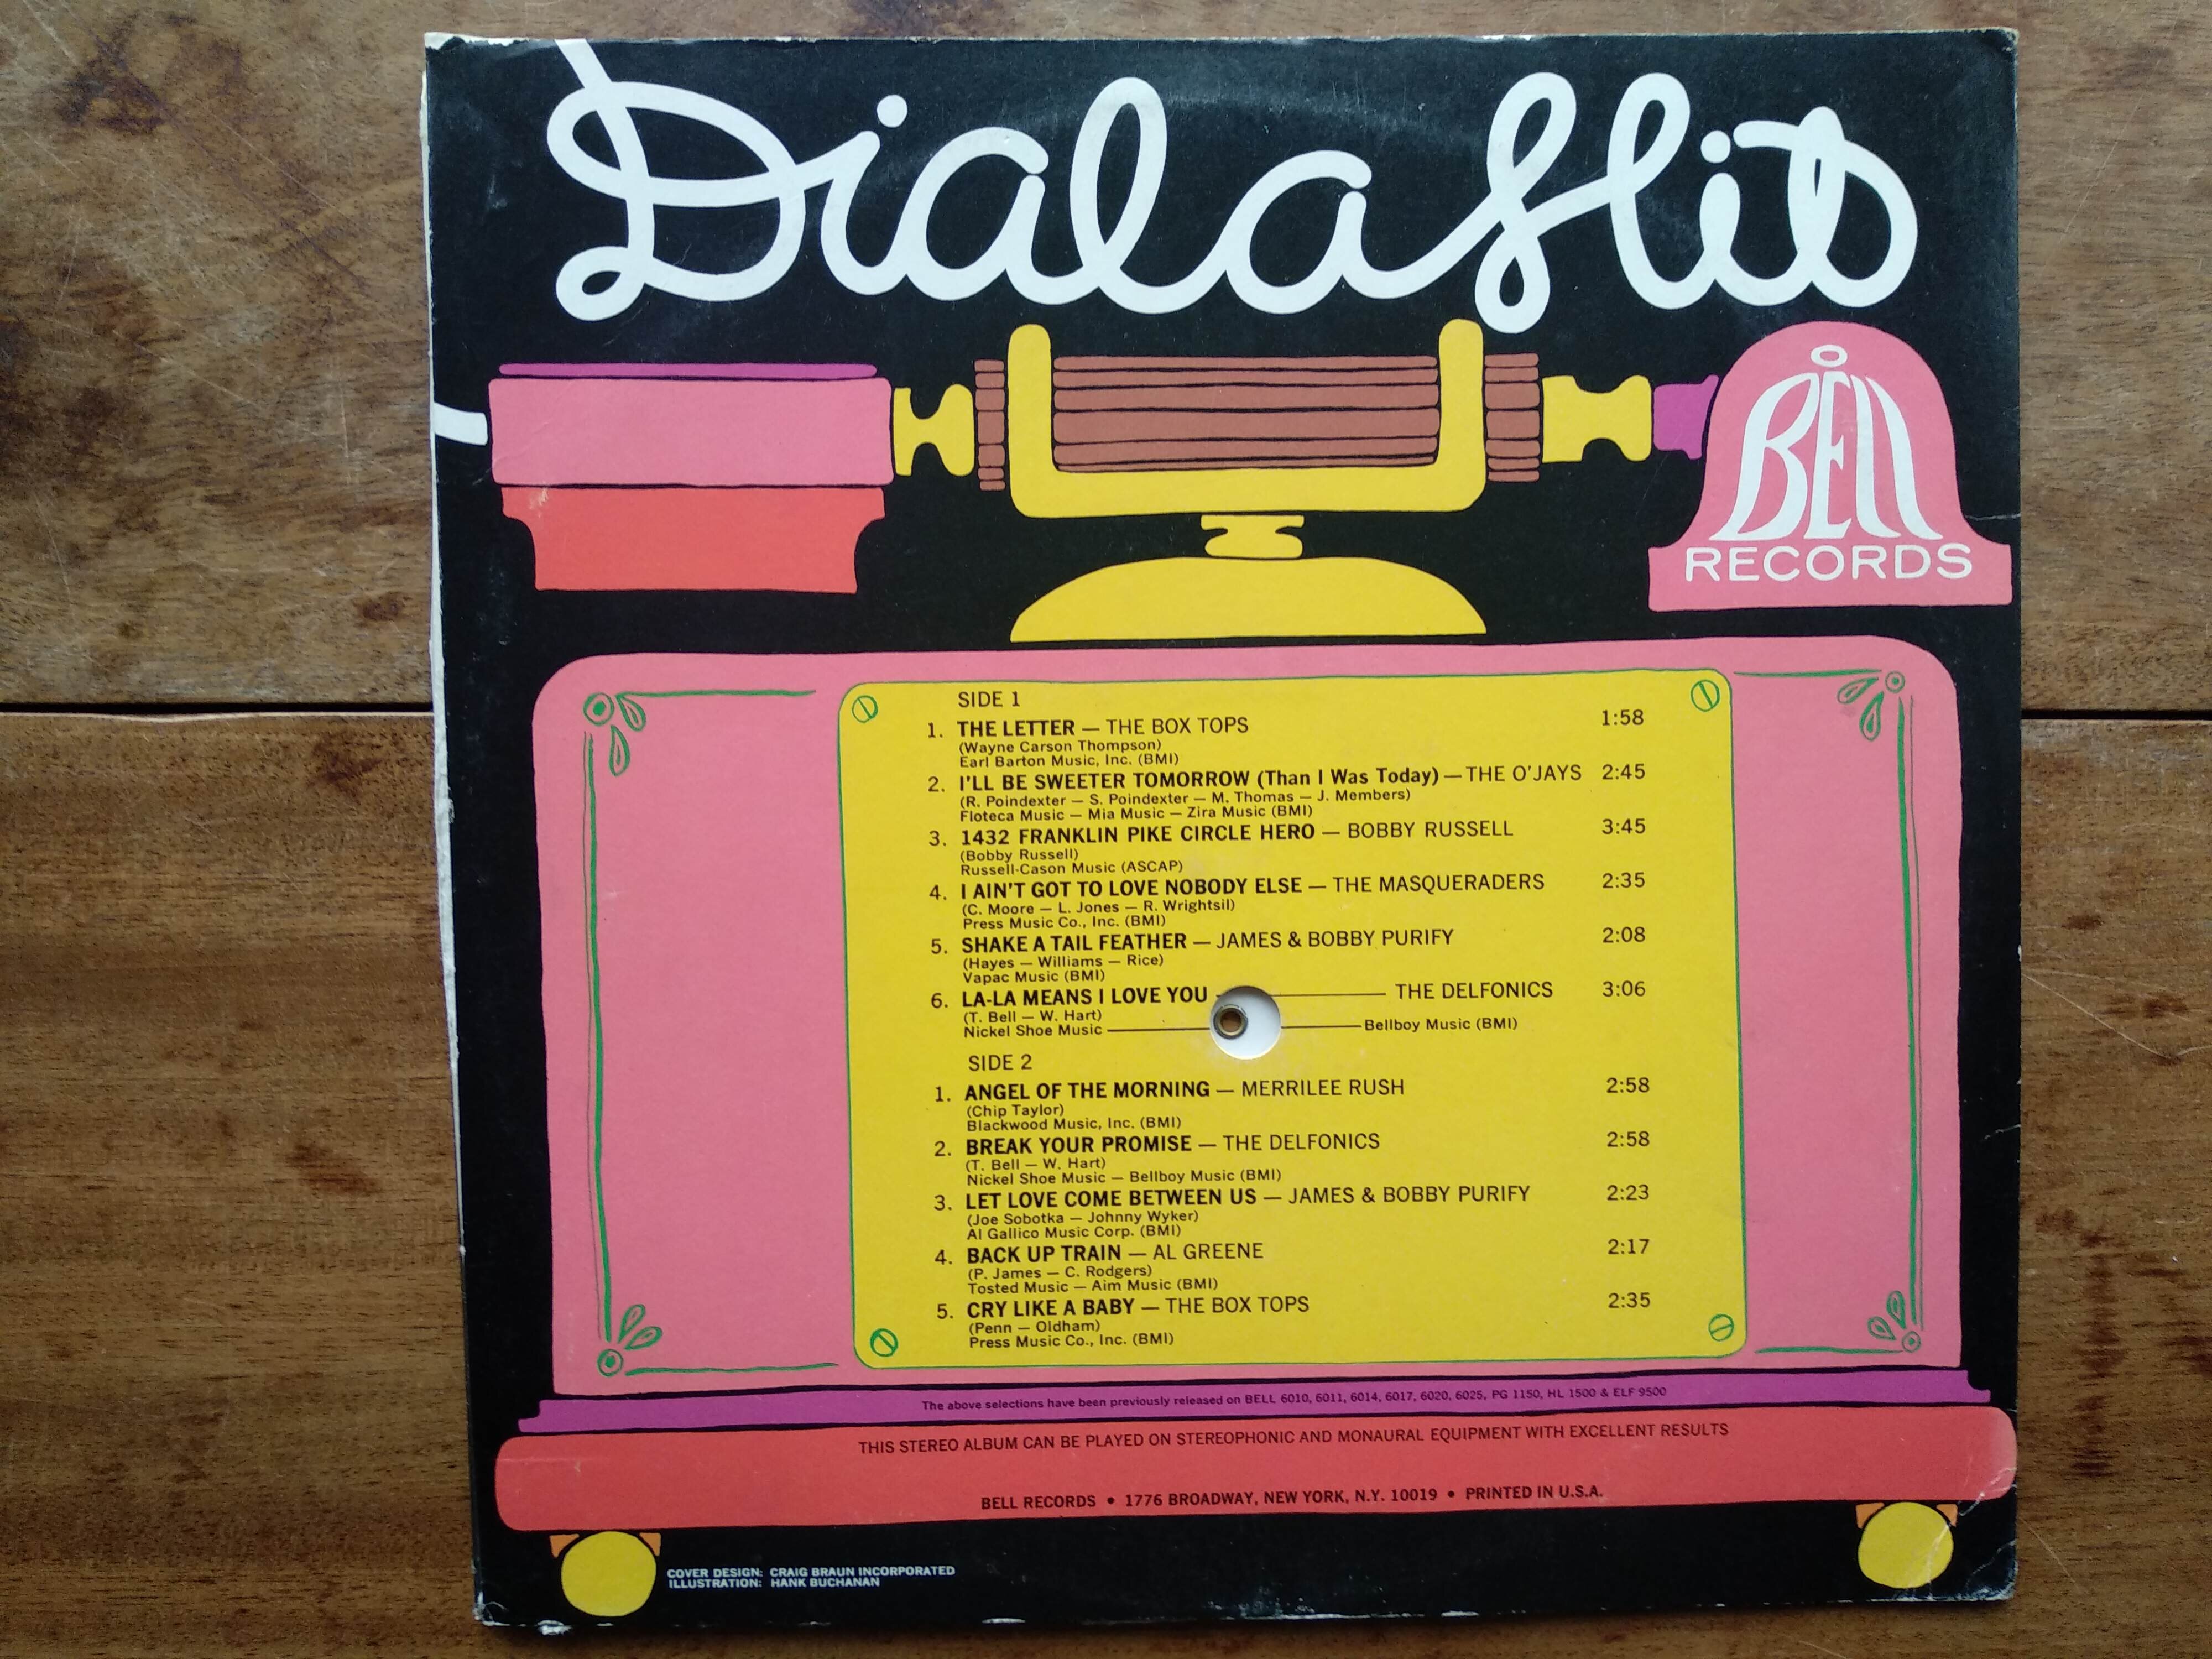 Dial a Hit
BELL
RECORDS
SIDE 1
1. THE LETTER — THE BOX TOPS 1:58
(Wayne Carson Thompson)
Earl Barton Music, Inc. (BMI)
2. I'LL BE SWEETER TOMORROW (Than I Was Today) — THE O'JAYS 2:45
(R. Poindexter — S. Poindexter — M. Thomas — J. Members)
Floteca Music — Mia Music — Zira Music (BMI)
3. 1432 FRANKLIN PIKE CIRCLE HERO — BOBBY RUSSELL 3:45
(Bobby Russell)
Russell-Cason Music (ASCAP)
4. I AIN'T GOT TO LOVE NOBODY ELSE — THE MASQUERADERS 2:35
(C. Moore — L. Jones — R. Wrightsil)
Press Music Co., Inc. (BMI)
5. SHAKE A TAIL FEATHER — JAMES & BOBBY PURIFY 2:08
(Hayes — Williams — Rice)
Vapac Music (BMI)
6. LA-LA MEANS I LOVE YOU — THE DELFONICS 3:06
(T. Bell — W. Hart)
Nickel Shoe Music — Bellboy Music (BMI)
SIDE 2
1. ANGEL OF THE MORNING — MERRILEE RUSH 2:58
(Chip Taylor)
Blackwood Music, Inc. (BMI)
2. BREAK YOUR PROMISE — THE DELFONICS 2:58
(T. Bell — W. Hart)
Nickel Shoe Music — Bellboy Music (BMI)
3. LET LOVE COME BETWEEN US — JAMES & BOBBY PURIFY 2:23
(Joe Sobotka — Johnny Wyker)
Al Gallico Music Corp. (BMI)
4. BACK UP TRAIN — AL GREENE 2:17
(P. James — C. Rodgers)
Tosted Music — Aim Music (BMI)
5. CRY LIKE A BABY — THE BOX TOPS 2:35
(Penn — Oldham)
Press Music Co., Inc. (BMI)
The above selections have been previously released on BELL 6010, 6011, 6014, 6017, 6020, 6025, PG 1150, HL 1500 & ELF 9500
THIS STEREO ALBUM CAN BE PLAYED ON STEREOPHONIC AND MONAURAL EQUIPMENT WITH EXCELLENT RESULTS
BELL RECORDS • 1776 BROADWAY, NEW YORK, N.Y. 10019 • PRINTED IN U.S.A.
COVER DESIGN: CRAIG BRAUN INCORPORATED
ILLUSTRATION: HANK BUCHANAN